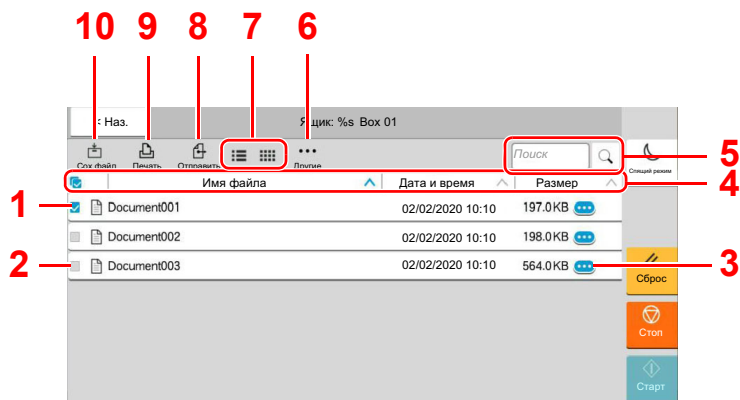 10 9 8 7 6
< Наз. Ящик: %s Box 01
Сох файл Печать Отправить Другие Поиск 5
Спящий режим
Имя файла Дата и время Размер 4
1 Document001 02/02/2020 10:10 197.0KB
Document002 02/02/2020 10:10 198.0KB
2 Document003 02/02/2020 10:10 564.0KB 3
Сброс
Стоп
Старт